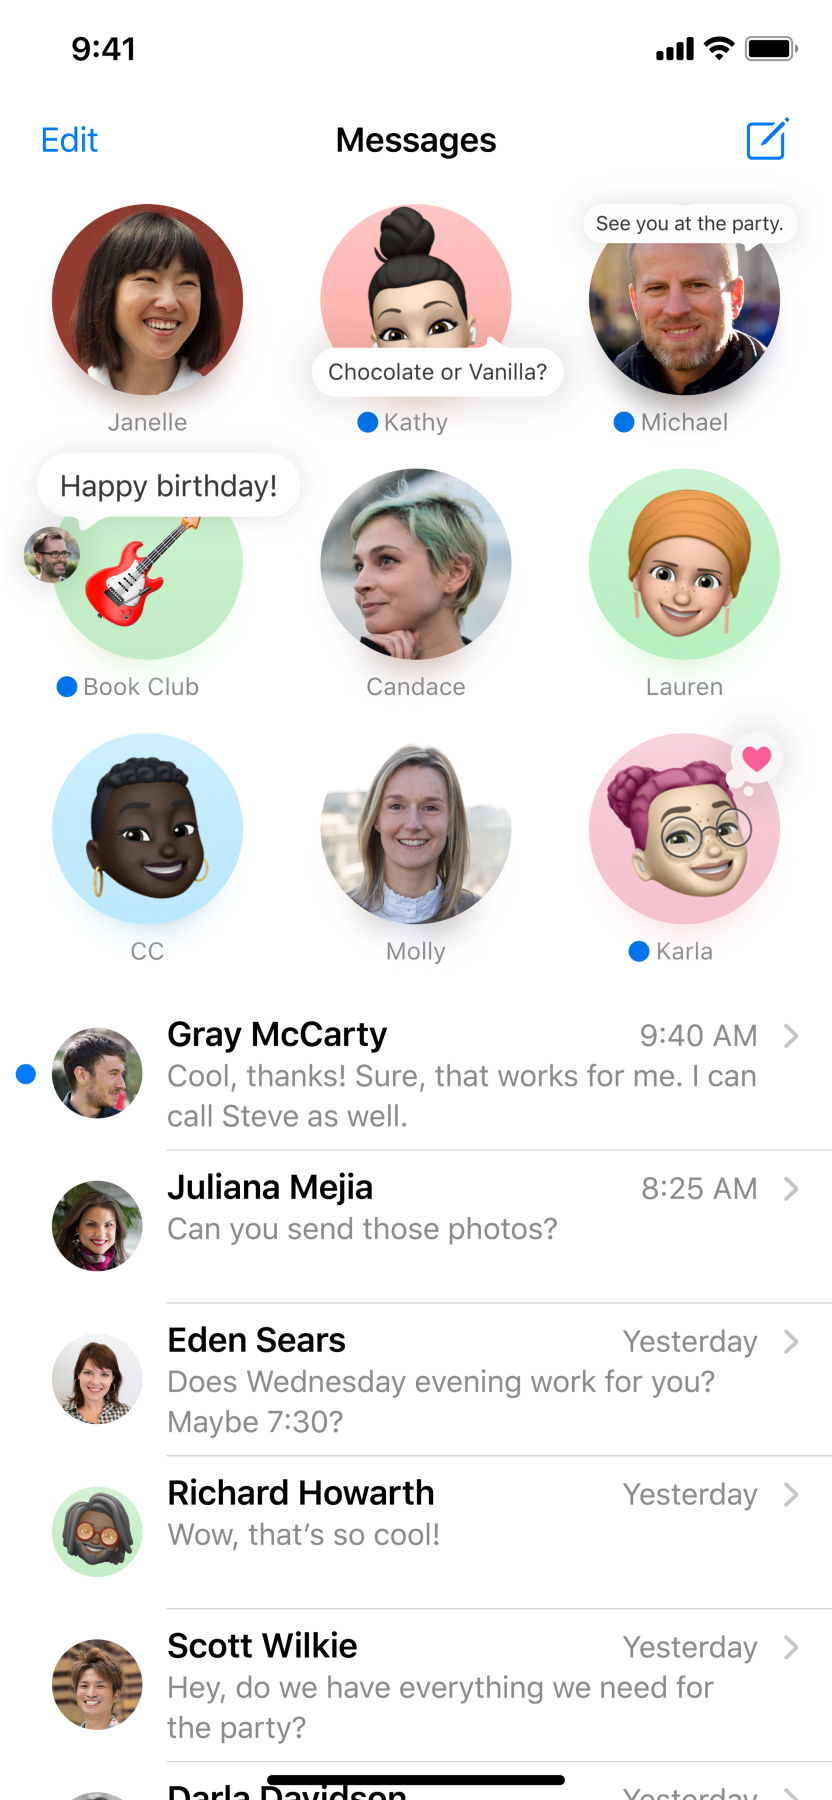 9:41
Edit
Messages
See you at the party.
Chocolate or Vanilla?
Janelle
Kathy
Michael
Happy birthday!
Book Club
Candace
Lauren
CC
Molly
Karla
Gray McCarty
9:40 AM
Cool, thanks! Sure, that works for me. I can
call Steve as well.
Juliana Mejia
8:25 AM
Can you send those photos?
Eden Sears
Yesterday
Does Wednesday evening work for you?
Maybe 7:30?
Richard Howarth
Yesterday
Wow, that’s so cool!
Scott Wilkie
Yesterday
Hey, do we have everything we need for
the party?
Darla Davidson
Yesterday